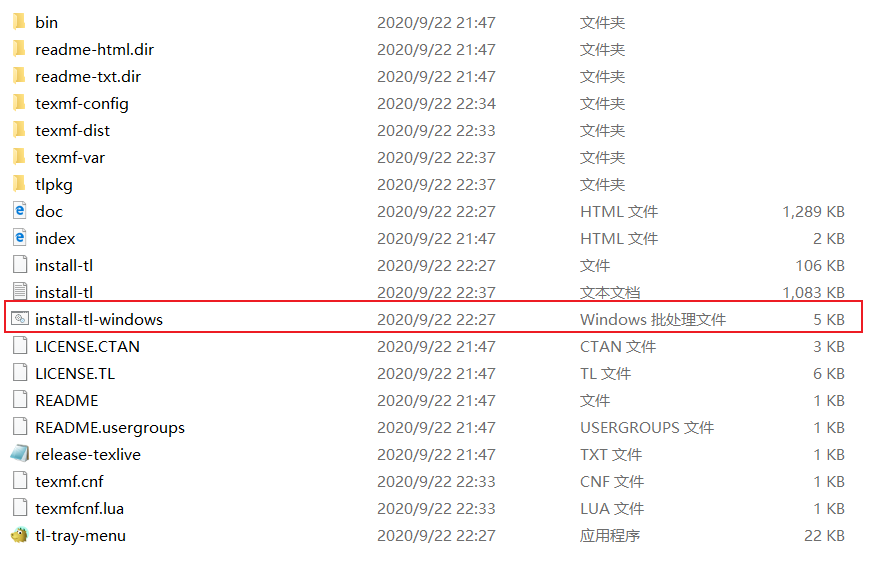 bin 2020/9/22 21:47 文件夹
readme-html.dir 2020/9/22 21:47 文件夹
readme-txt.dir 2020/9/22 21:47 文件夹
texmf-config 2020/9/22 22:34 文件夹
texmf-dist 2020/9/22 22:33 文件夹
texmf-var 2020/9/22 22:37 文件夹
tlpkg 2020/9/22 22:37 文件夹
doc 2020/9/22 22:27 HTML 文件 1,289 KB
index 2020/9/22 21:47 HTML 文件 2 KB
install-tl 2020/9/22 22:27 文件 106 KB
install-tl 2020/9/22 22:37 文本文档 1,083 KB
install-tl-windows 2020/9/22 22:27 Windows 批处理文件 5 KB
LICENSE.CTAN 2020/9/22 21:47 CTAN 文件 3 KB
LICENSE.TL 2020/9/22 21:47 TL 文件 6 KB
README 2020/9/22 21:47 文件 1 KB
README.usergroups 2020/9/22 21:47 USERGROUPS 文件 1 KB
release-texlive 2020/9/22 21:47 TXT 文件 1 KB
texmf.cnf 2020/9/22 22:33 CNF 文件 1 KB
texmfcnf.lua 2020/9/22 22:33 LUA 文件 1 KB
tl-tray-menu 2020/9/22 22:27 应用程序 22 KB